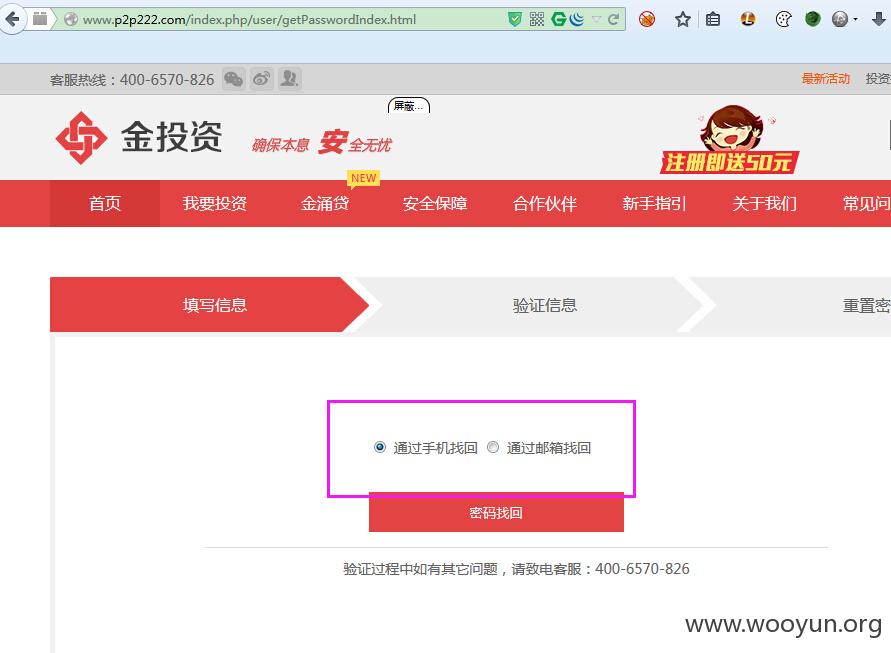 www.p2p222.com/index.php/user/getPasswordIndex.html
客服热线：400-6570-826
最新活动
投资
屏蔽...
金投资
确保本息 安全无忧
注册即送50元
NEW
首页
我要投资
金涌贷
安全保障
合作伙伴
新手指引
关于我们
常见问
填写信息
验证信息
重置密
通过手机找回
通过邮箱找回
密码找回
验证过程中如有其它问题，请致电客服：400-6570-826
www.wooyun.org